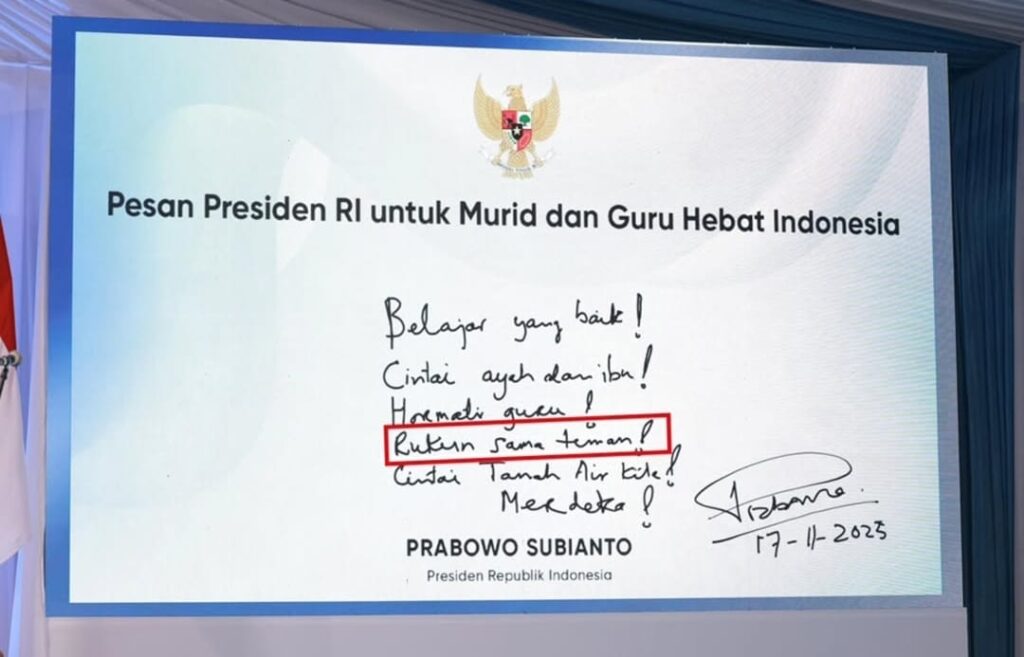 Pesan Presiden RI untuk Murid dan Guru Hebat Indonesia
Belajar yang baik!
Cintai ayah dan ibu!
Hormati guru!
Rukun sama teman!
Cintai Tanah Air kita!
Merdeka!
Prabowo
17-11-2025
PRABOWO SUBIANTO
Presiden Republik Indonesia